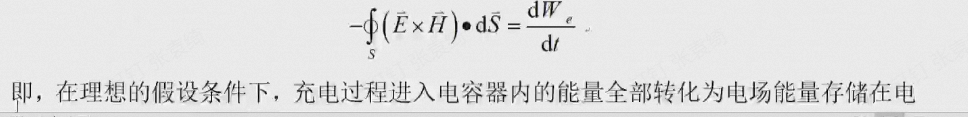 -∮_S(E⃗×H⃗)•dS⃗ = dW_e/dt
即，在理想的假设条件下，充电过程进入电容器内的能量全部转化为电场能量存储在电